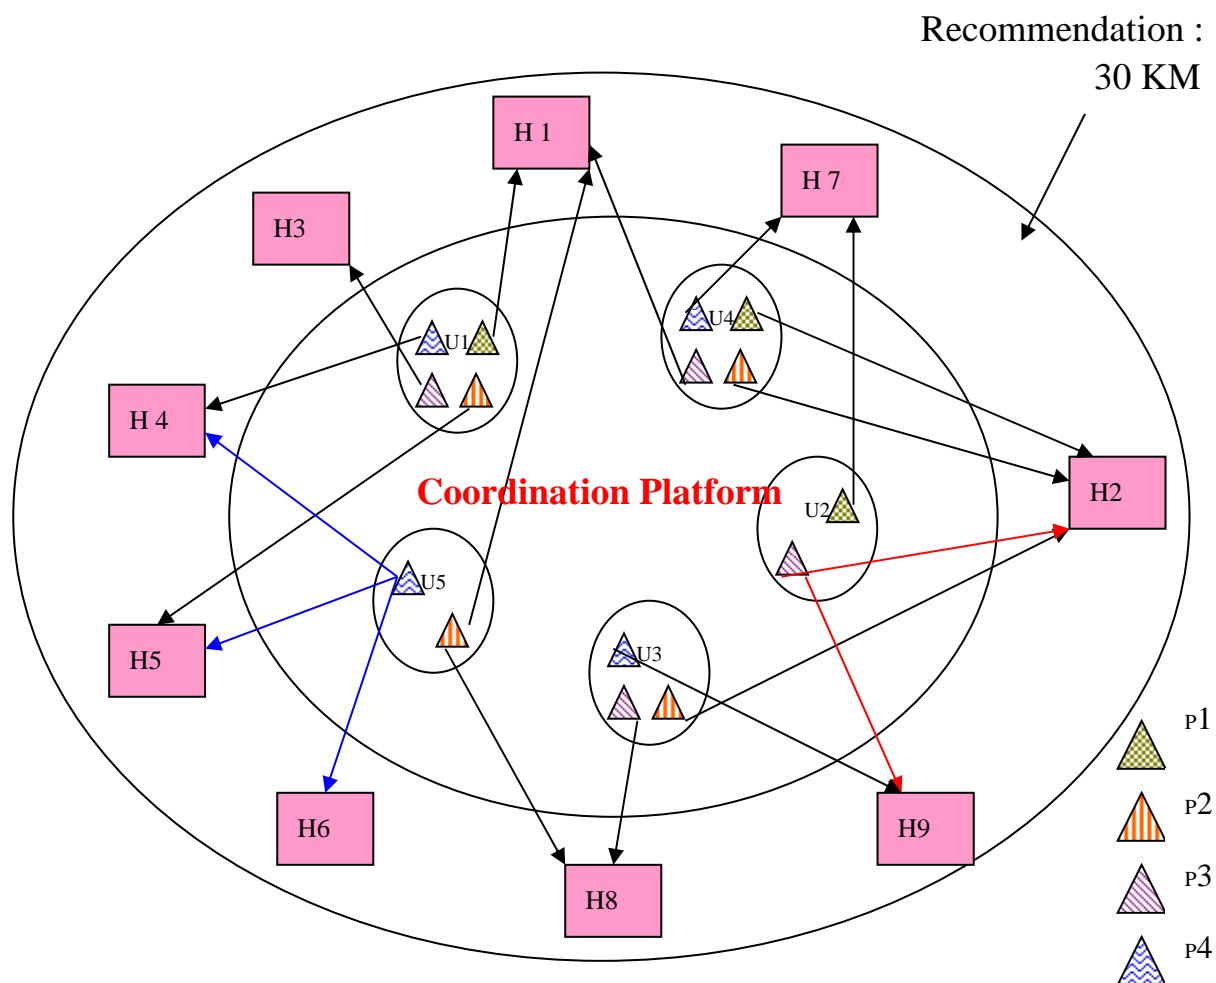 Recommendation :
30 KM
H 1
H 7
H3
U4
U1
H 4
Coordination Platform
H2
U2
U5
U3
H5
P1
P2
H6
H9
P3
H8
P4